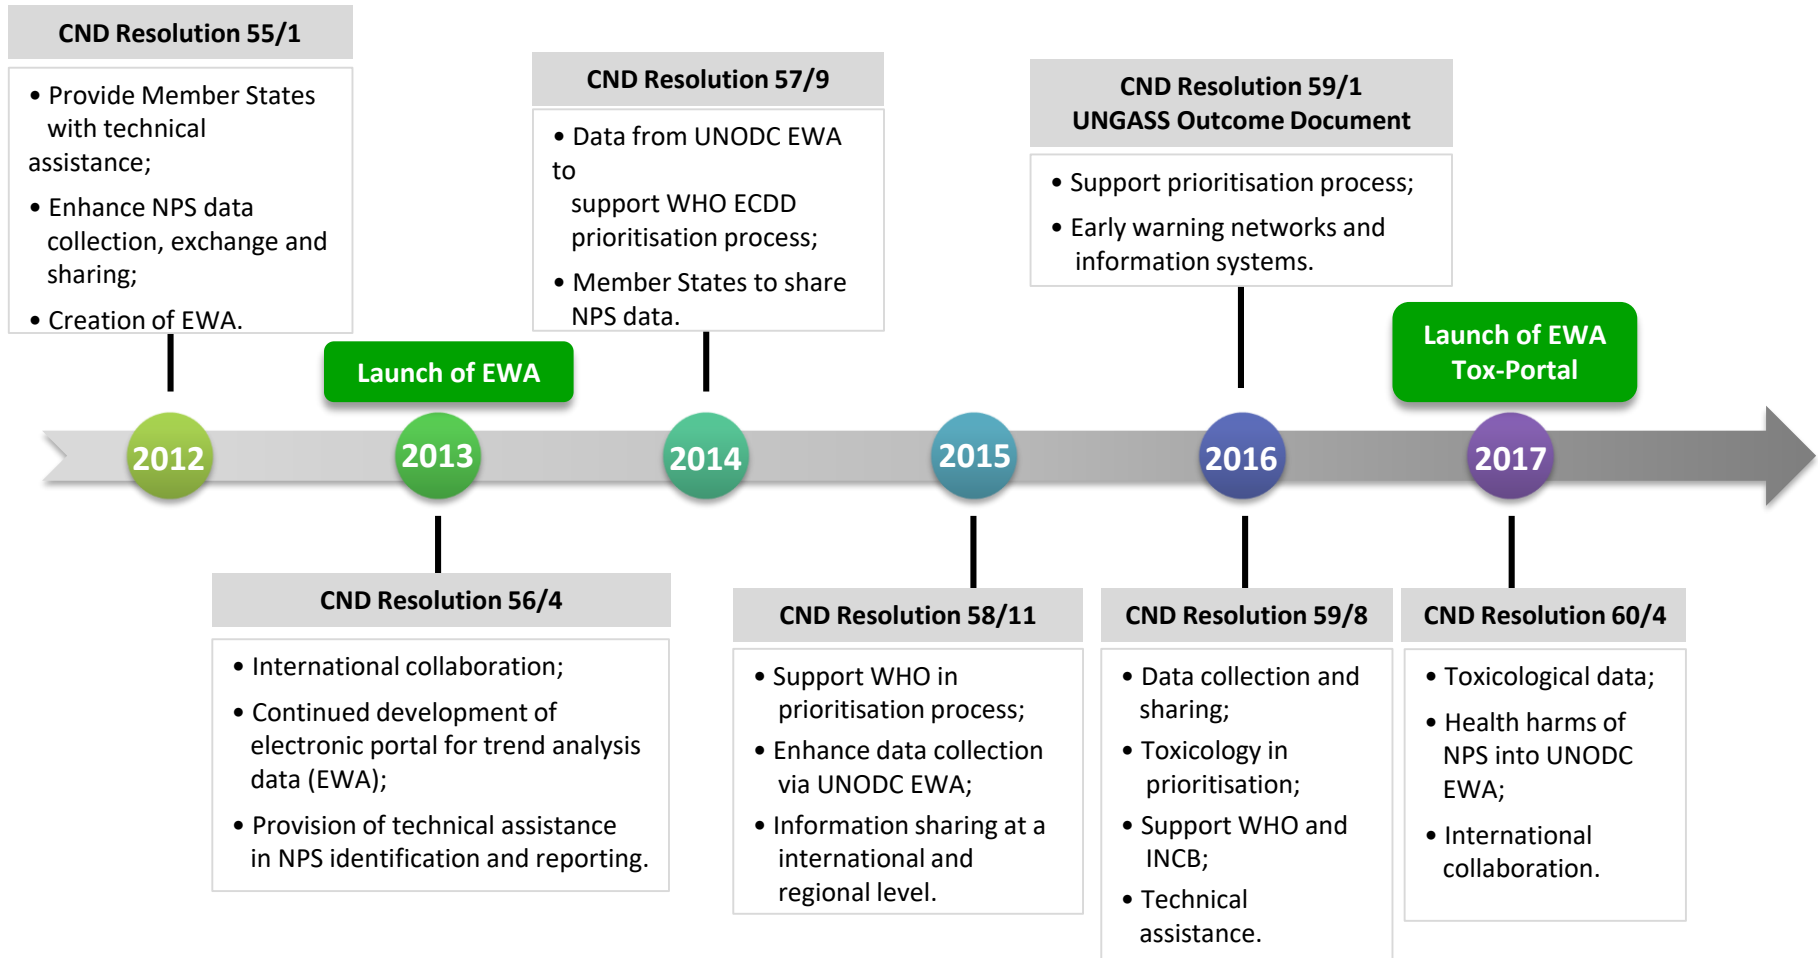 CND Resolution 55/1
• Provide Member States
with technical
assistance;
• Enhance NPS data
collection, exchange and
sharing;
• Creation of EWA.
CND Resolution 57/9
• Data from UNODC EWA
to
support WHO ECDD
prioritisation process;
• Member States to share
NPS data.
CND Resolution 59/1
UNGASS Outcome Document
• Support prioritisation process;
• Early warning networks and
information systems.
Launch of EWA
Launch of EWA
Tox-Portal
2012
2013
2014
2015
2016
2017
CND Resolution 56/4
• International collaboration;
• Continued development of
electronic portal for trend analysis
data (EWA);
• Provision of technical assistance
in NPS identification and reporting.
CND Resolution 58/11
• Support WHO in
prioritisation process;
• Enhance data collection
via UNODC EWA;
• Information sharing at a
international and
regional level.
CND Resolution 59/8
• Data collection and
sharing;
• Toxicology in
prioritisation;
• Support WHO and
INCB;
• Technical
assistance.
CND Resolution 60/4
• Toxicological data;
• Health harms of
NPS into UNODC
EWA;
• International
collaboration.